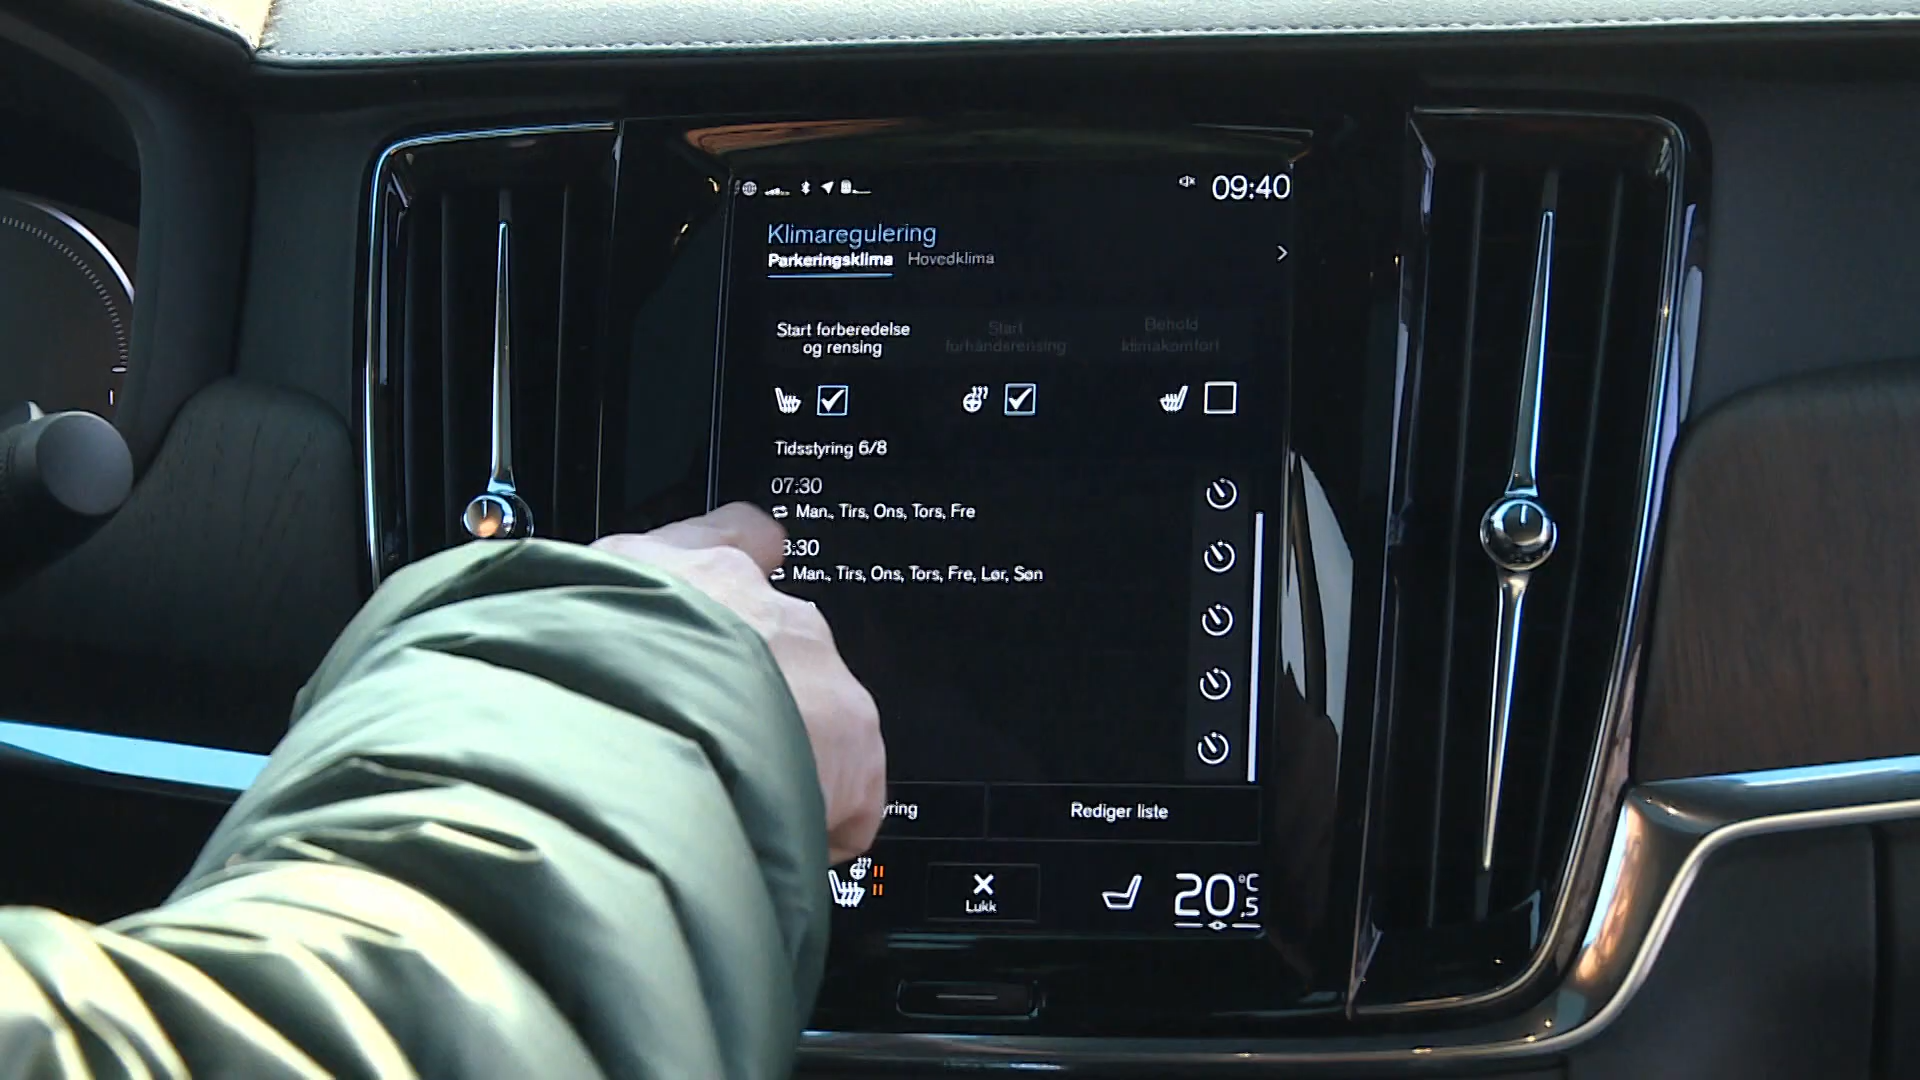 09:40
Klimaregulering
Parkeringsklima Hovedklima
Start forberedelse og rensing
Start forhåndsrensing
Behold klimakomfort
Tidsstyring 6/8
07:30
Man., Tirs, Ons, Tors, Fre
:30
Man., Tirs, Ons, Tors, Fre, Lør, Søn
yring
Rediger liste
Lukk
20,5 °C